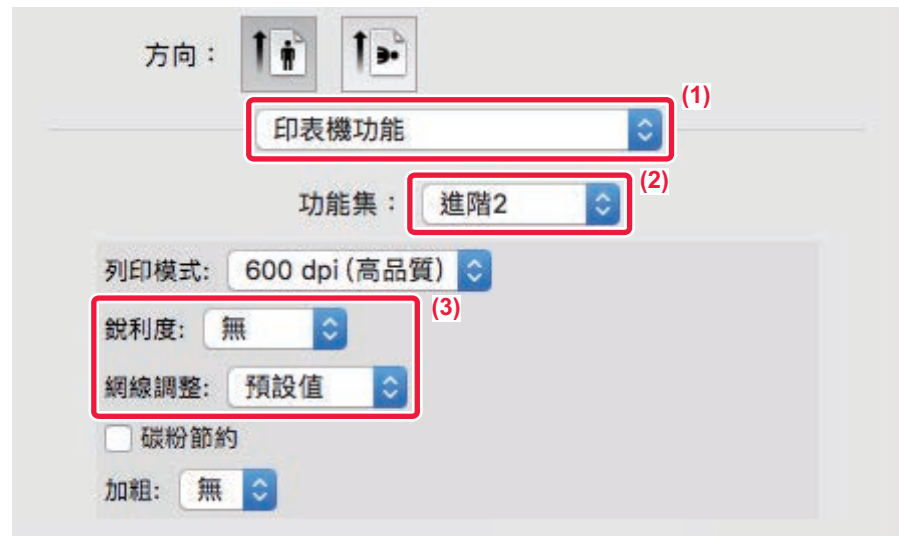 方向：
(1)
印表機功能
(2)
功能集： 進階2
列印模式: 600 dpi (高品質)
(3)
銳利度: 無
網線調整: 預設值
碳粉節約
加粗: 無